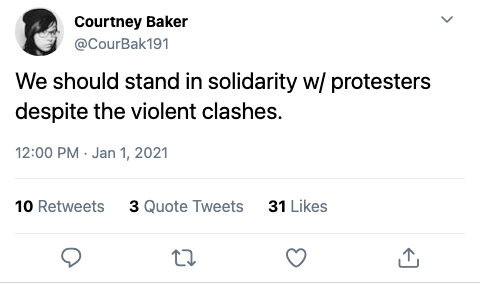 Courtney Baker
@CourBak191
We should stand in solidarity w/ protesters
despite the violent clashes.
12:00 PM · Jan 1, 2021
10 Retweets 3 Quote Tweets 31 Likes